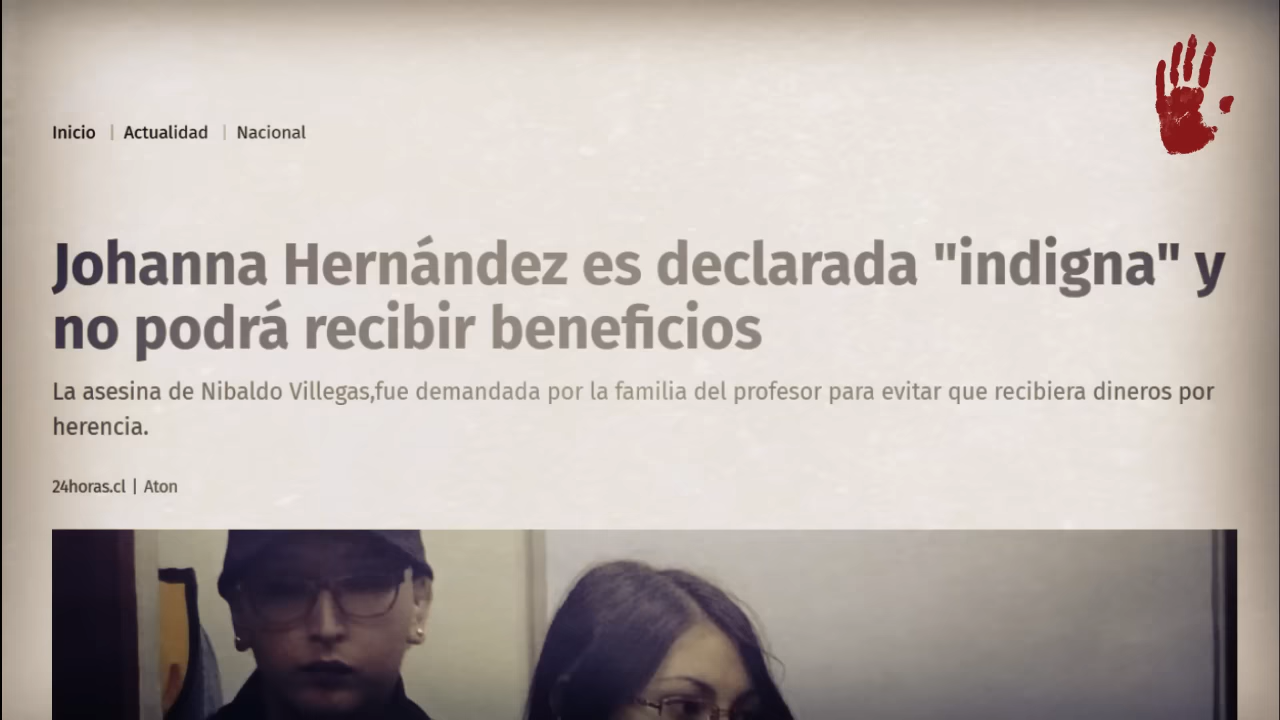 Inicio | Actualidad | Nacional
Johanna Hernández es declarada "indigna" y
no podrá recibir beneficios
La asesina de Nibaldo Villegas,fue demandada por la familia del profesor para evitar que recibiera dineros por
herencia.
24horas.cl | Aton